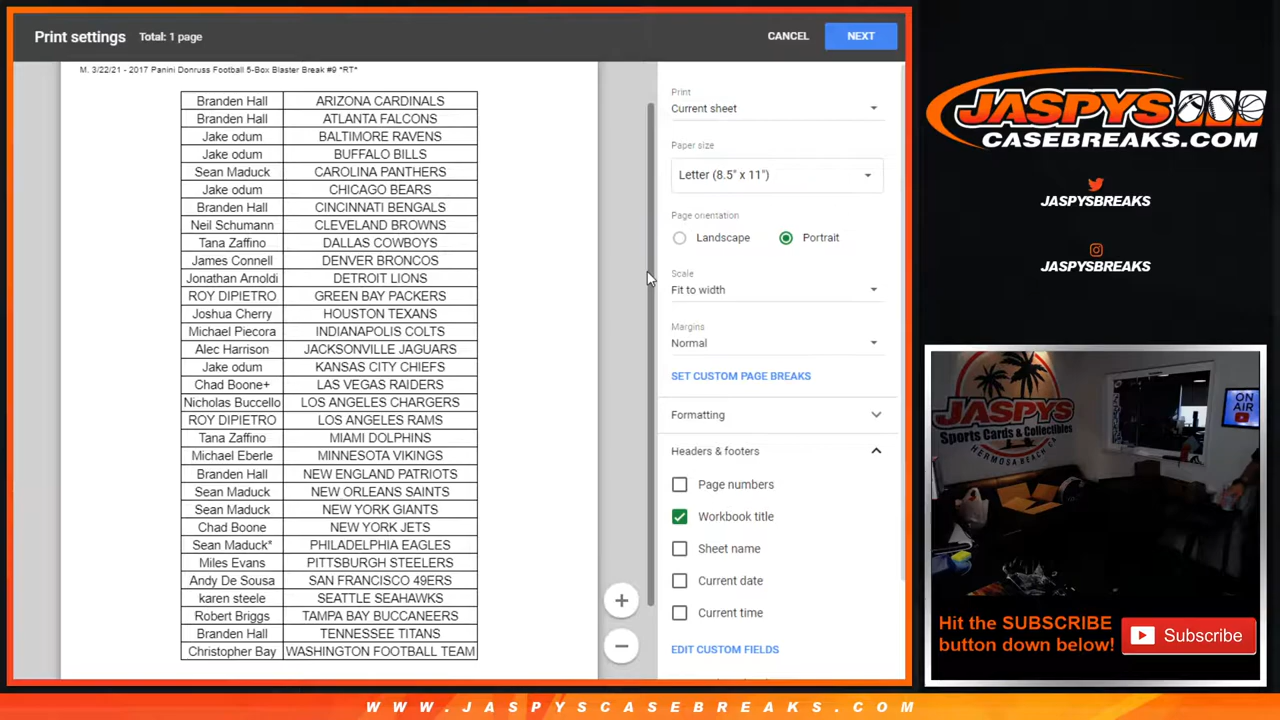 Print settings Total: 1 page CANCEL NEXT
M. 3/22/21 - 2017 Panini Donruss Football 5-Box Blaster Break #9 *RT*
Branden Hall ARIZONA CARDINALS
Branden Hall ATLANTA FALCONS
Jake odum BALTIMORE RAVENS
Jake odum BUFFALO BILLS
Sean Maduck CAROLINA PANTHERS
Jake odum CHICAGO BEARS
Branden Hall CINCINNATI BENGALS
Neil Schumann CLEVELAND BROWNS
Tana Zaffino DALLAS COWBOYS
James Connell DENVER BRONCOS
Jonathan Arnoldi DETROIT LIONS
ROY DIPIETRO GREEN BAY PACKERS
Joshua Cherry HOUSTON TEXANS
Michael Piecora INDIANAPOLIS COLTS
Alec Harrison JACKSONVILLE JAGUARS
Jake odum KANSAS CITY CHIEFS
Chad Boone+ LAS VEGAS RAIDERS
Nicholas Buccello LOS ANGELES CHARGERS
ROY DIPIETRO LOS ANGELES RAMS
Tana Zaffino MIAMI DOLPHINS
Michael Eberle MINNESOTA VIKINGS
Branden Hall NEW ENGLAND PATRIOTS
Sean Maduck NEW ORLEANS SAINTS
Sean Maduck NEW YORK GIANTS
Chad Boone NEW YORK JETS
Sean Maduck* PHILADELPHIA EAGLES
Miles Evans PITTSBURGH STEELERS
Andy De Sousa SAN FRANCISCO 49ERS
karen steele SEATTLE SEAHAWKS
Robert Briggs TAMPA BAY BUCCANEERS
Branden Hall TENNESSEE TITANS
Christopher Bay WASHINGTON FOOTBALL TEAM
Print
Current sheet
Paper size
Letter (8.5" x 11")
Page orientation
Landscape Portrait
Scale
Fit to width
Margins
Normal
SET CUSTOM PAGE BREAKS
Formatting
Headers & footers
Page numbers
Workbook title
Sheet name
Current date
Current time
EDIT CUSTOM FIELDS
JASPYS
CASEBREAKS.COM
JASPYSBREAKS
JASPYSBREAKS
JASPYS
Sports Cards & Collectibles
HERMOSA BEACH CA
ON
AIR
Hit the SUBSCRIBE
button down below!
Subscribe
WWW.JASPYSCASEBREAKS.COM